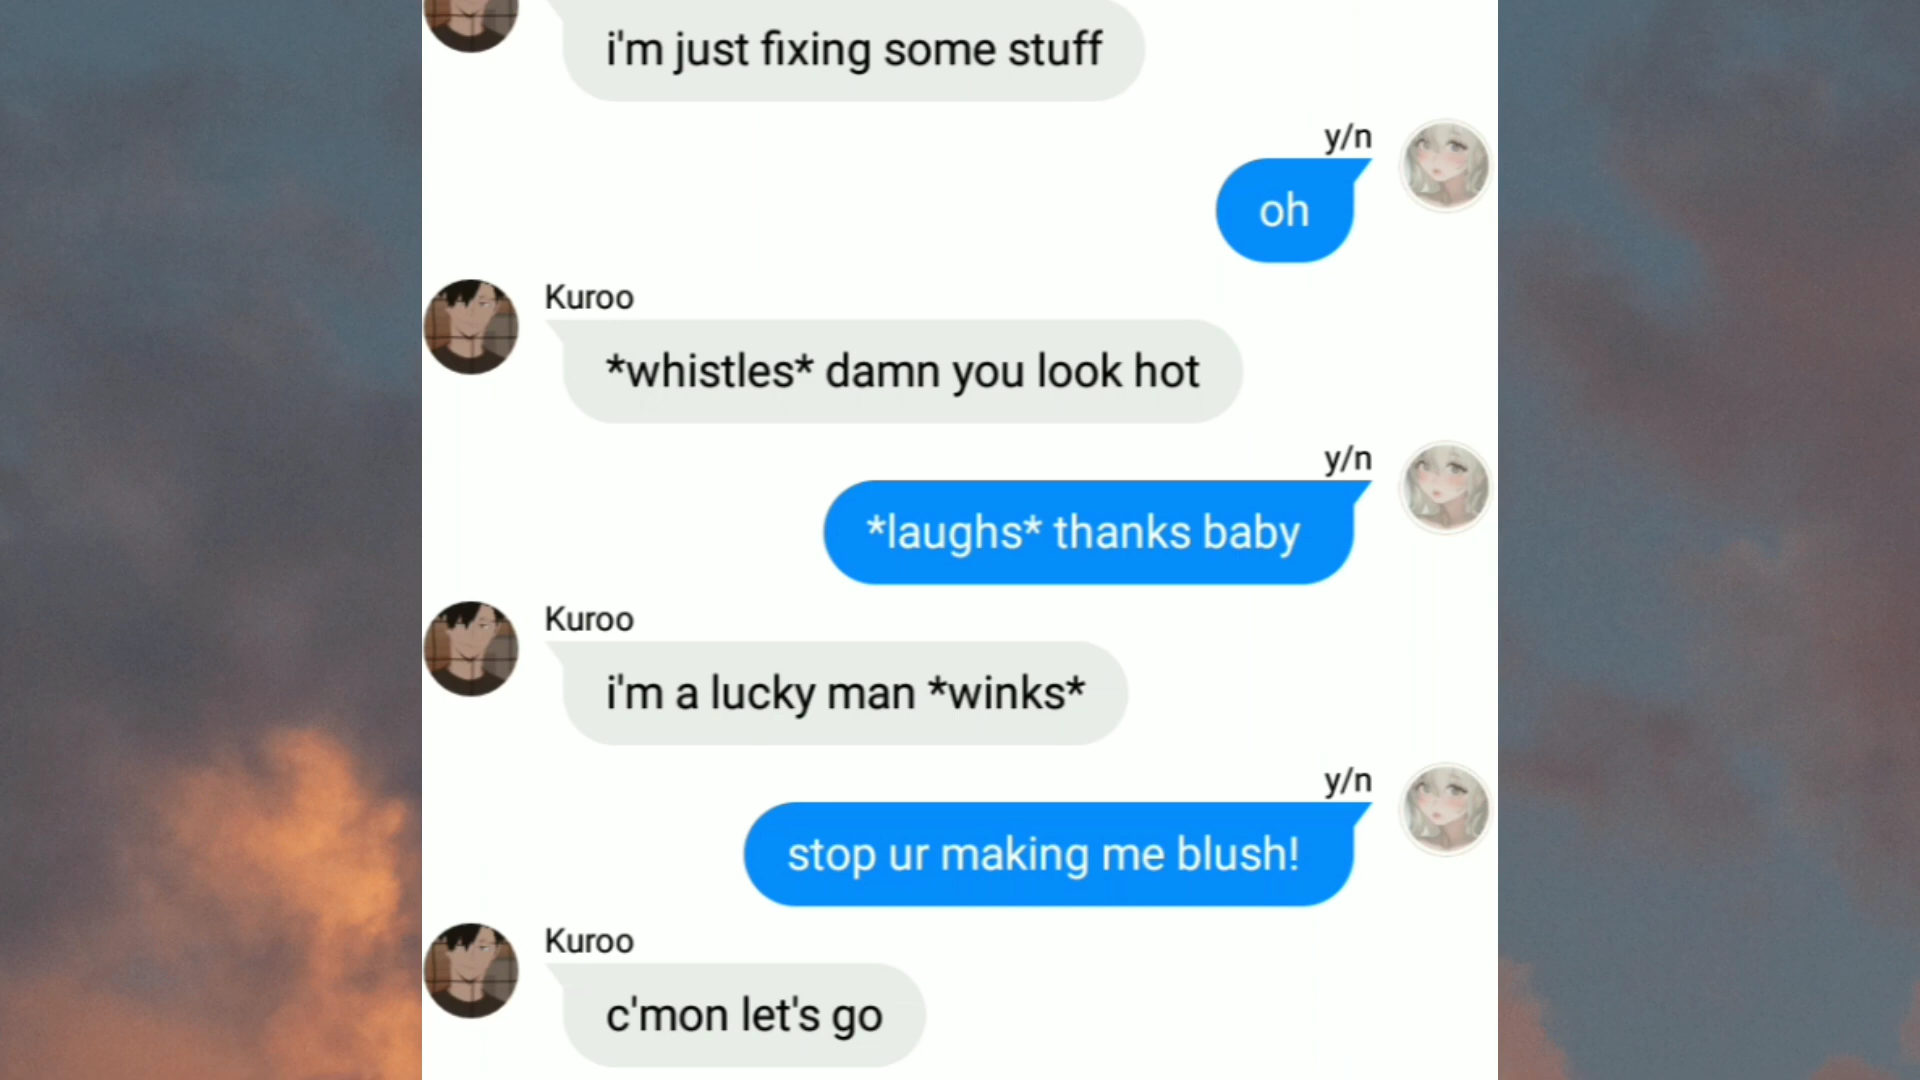 i'm just fixing some stuff
y/n
oh
Kuroo
*whistles* damn you look hot
y/n
*laughs* thanks baby
Kuroo
i'm a lucky man *winks*
y/n
stop ur making me blush!
Kuroo
c'mon let's go